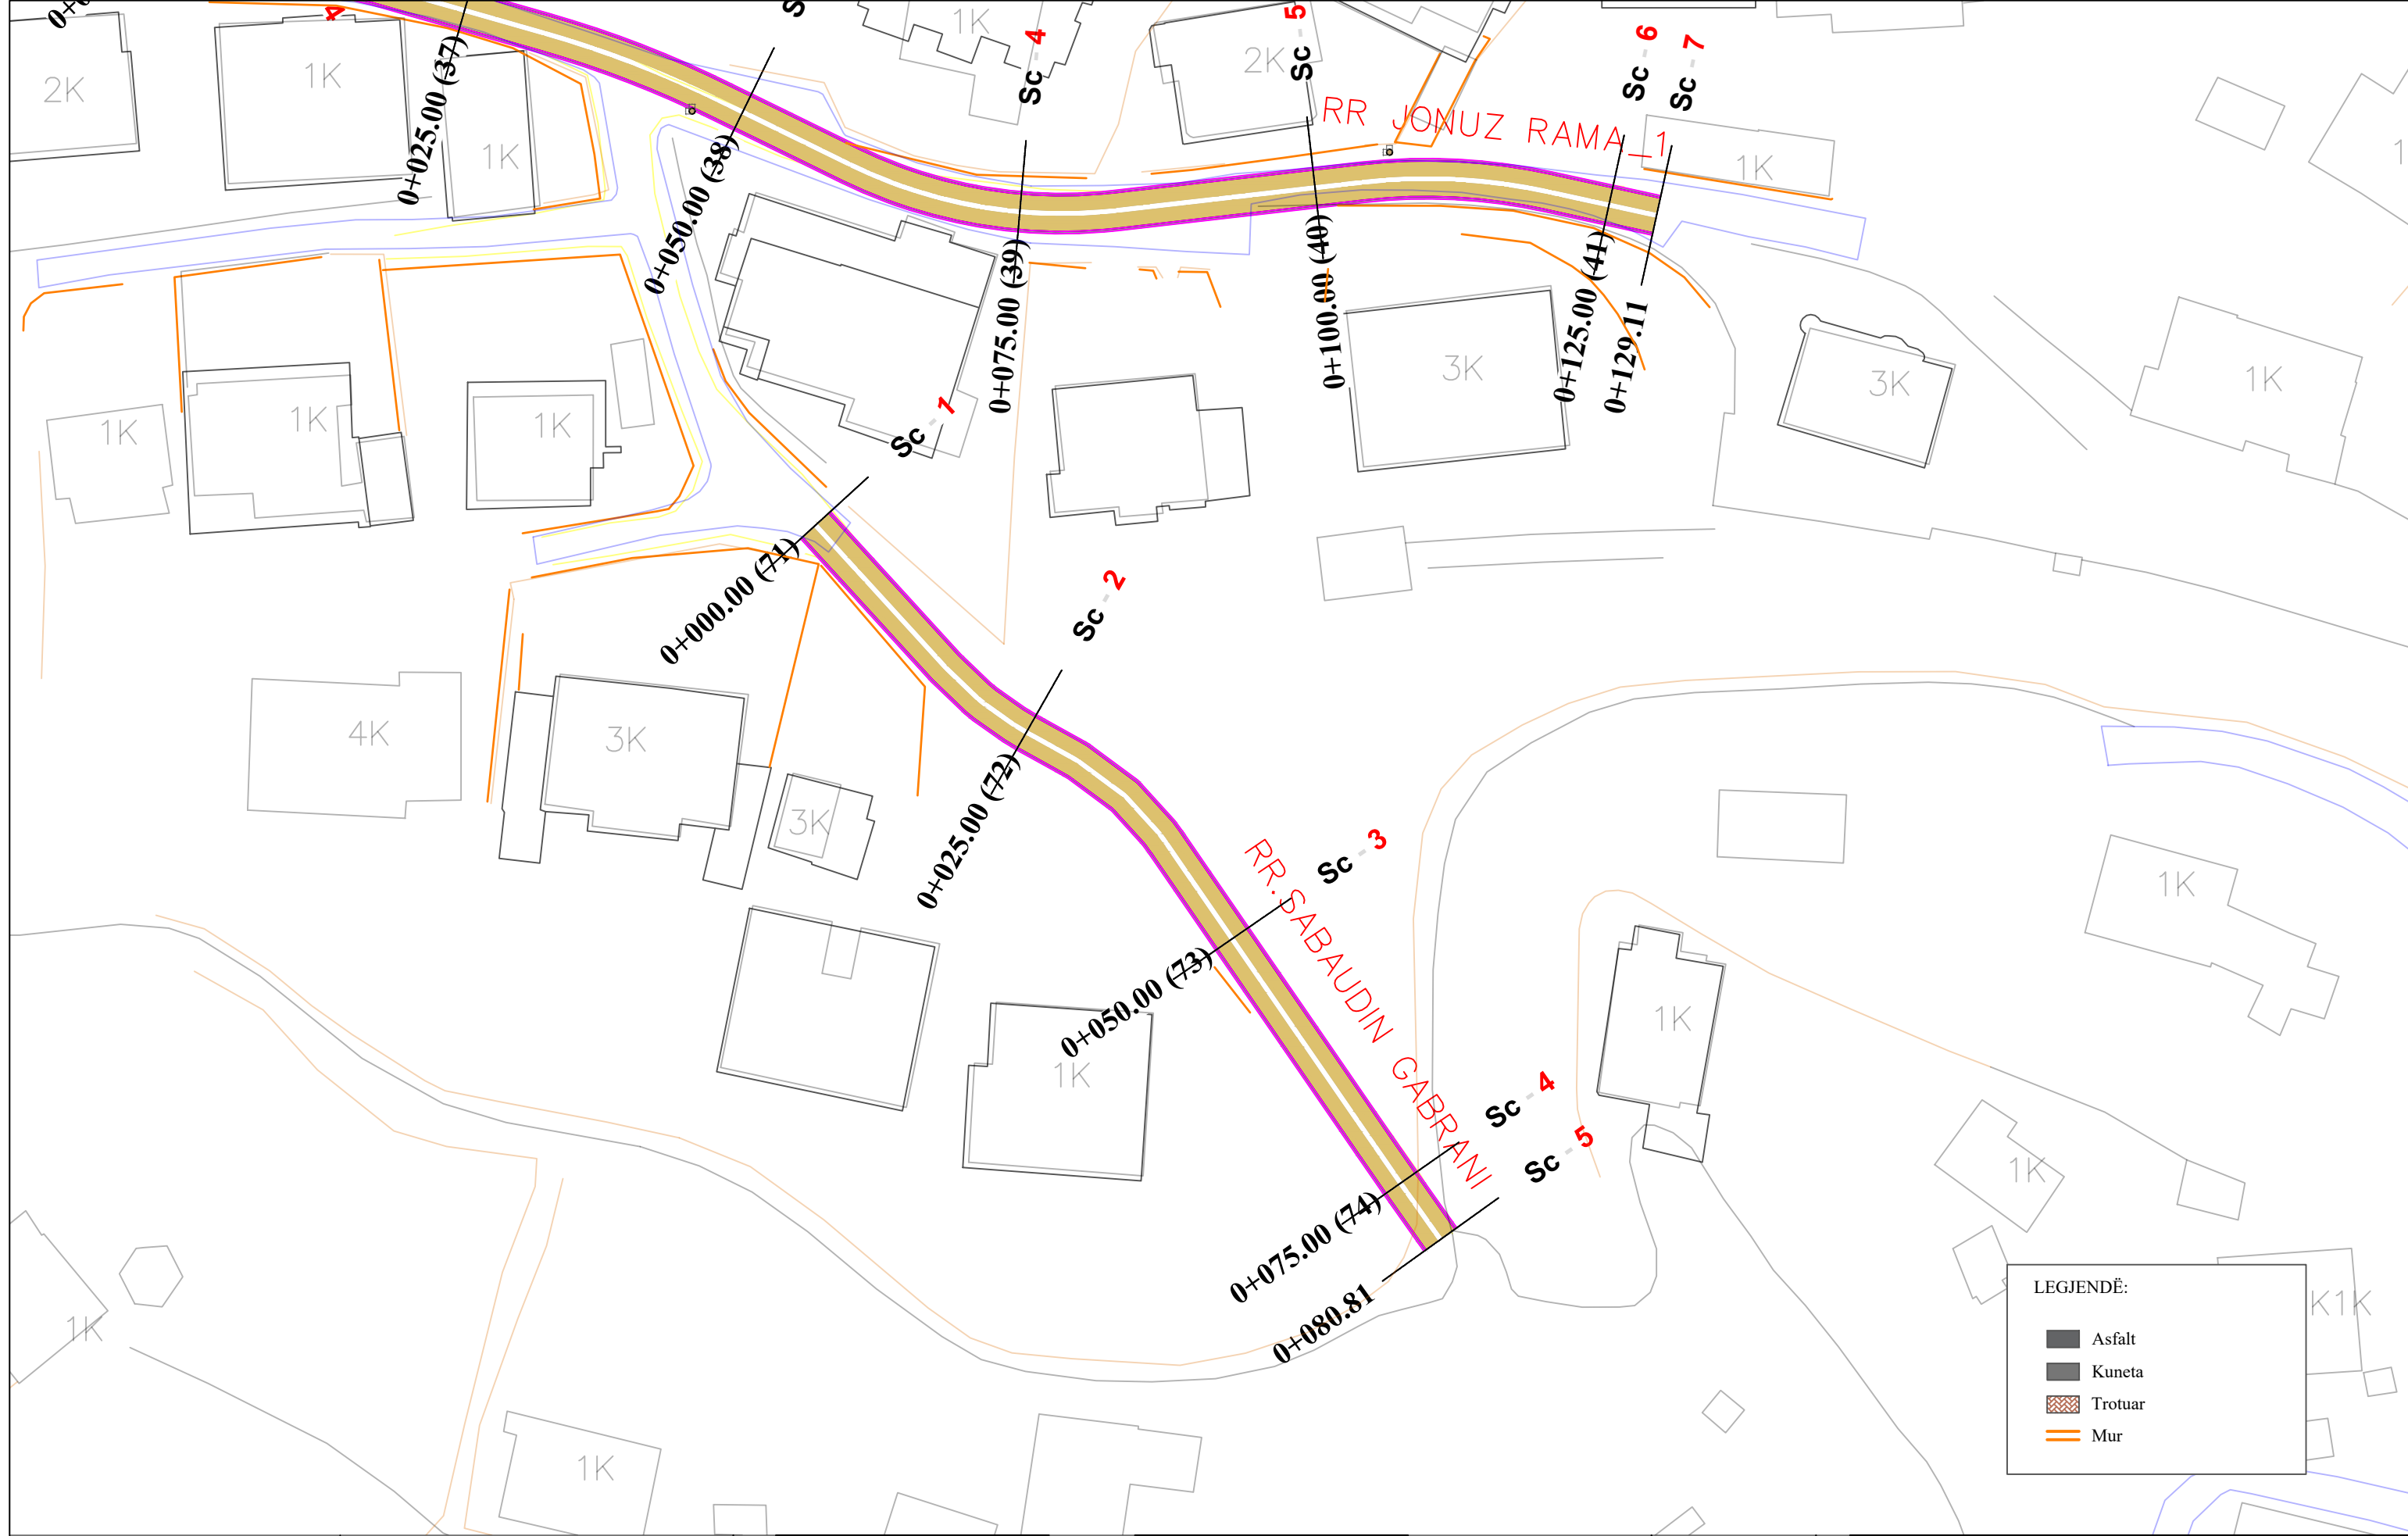 4
2K
1K
1K
0+025.00 (37)
0+050.00 (38)
1K
Sc - 4
2K
Sc - 5
RR JONUZ RAMA_1
Sc - 6
Sc - 7
1K
0+075.00 (39)
0+100.00 (40)
0+125.00 (41)
0+129.11
3K
3K
1K
1K
1K
1K
Sc - 1
0+000.00 (71)
Sc - 2
0+025.00 (72)
4K
3K
3K
Sc - 3
RR.SABAUDIN GABRANI
0+050.00 (73)
1K
1K
1K
Sc - 4
Sc - 5
0+075.00 (74)
0+080.81
1K
1K
1K
1K
LEGJENDË:
Asfalt
Kuneta
Trotuar
Mur